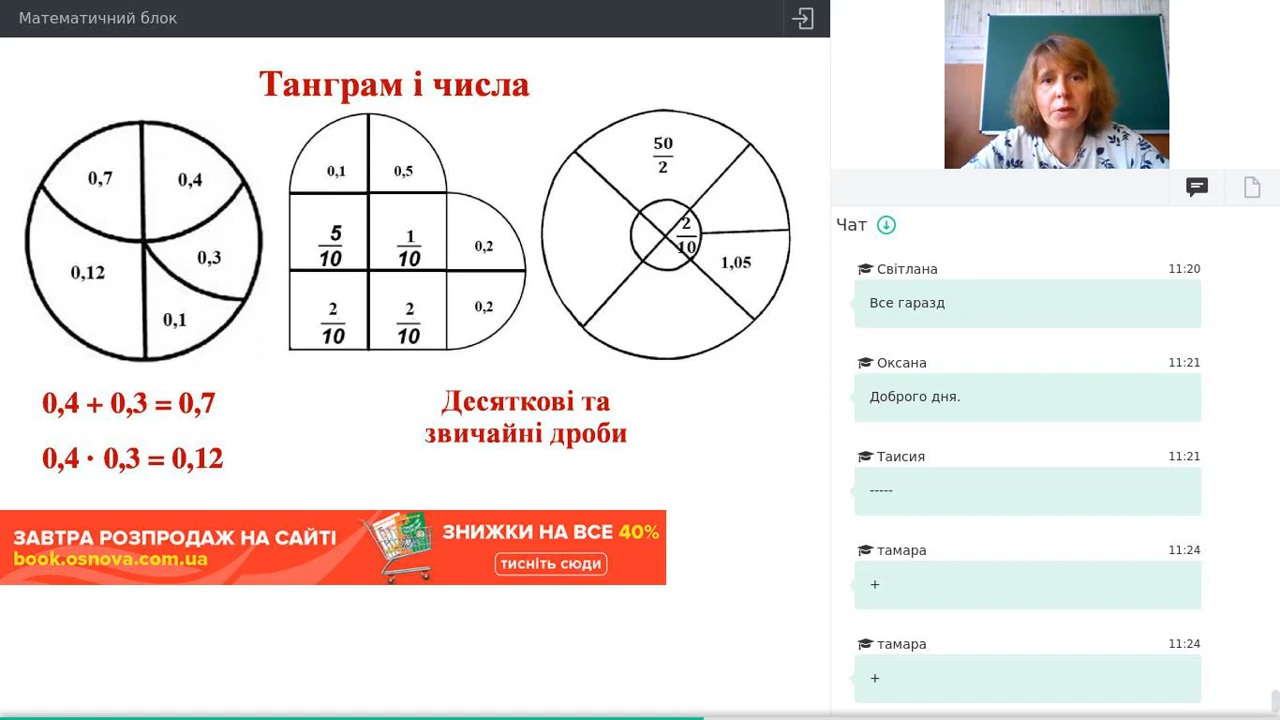 Математичний блок
Танграм і числа
0,7
0,4
0,12
0,3
0,1
0,1
0,5
5
10
1
10
0,2
2
10
2
10
0,2
50
2
2
10
1,05
0,4 + 0,3 = 0,7
0,4 · 0,3 = 0,12
Десяткові та
звичайні дроби
ЗАВТРА РОЗПРОДАЖ НА САЙТІ
book.osnova.com.ua
ЗНИЖКИ НА ВСЕ 40%
тисніть сюди
Чат
Світлана 11:20
Все гаразд
Оксана 11:21
Доброго дня.
Таисия 11:21
-----
тамара 11:24
+
тамара 11:24
+